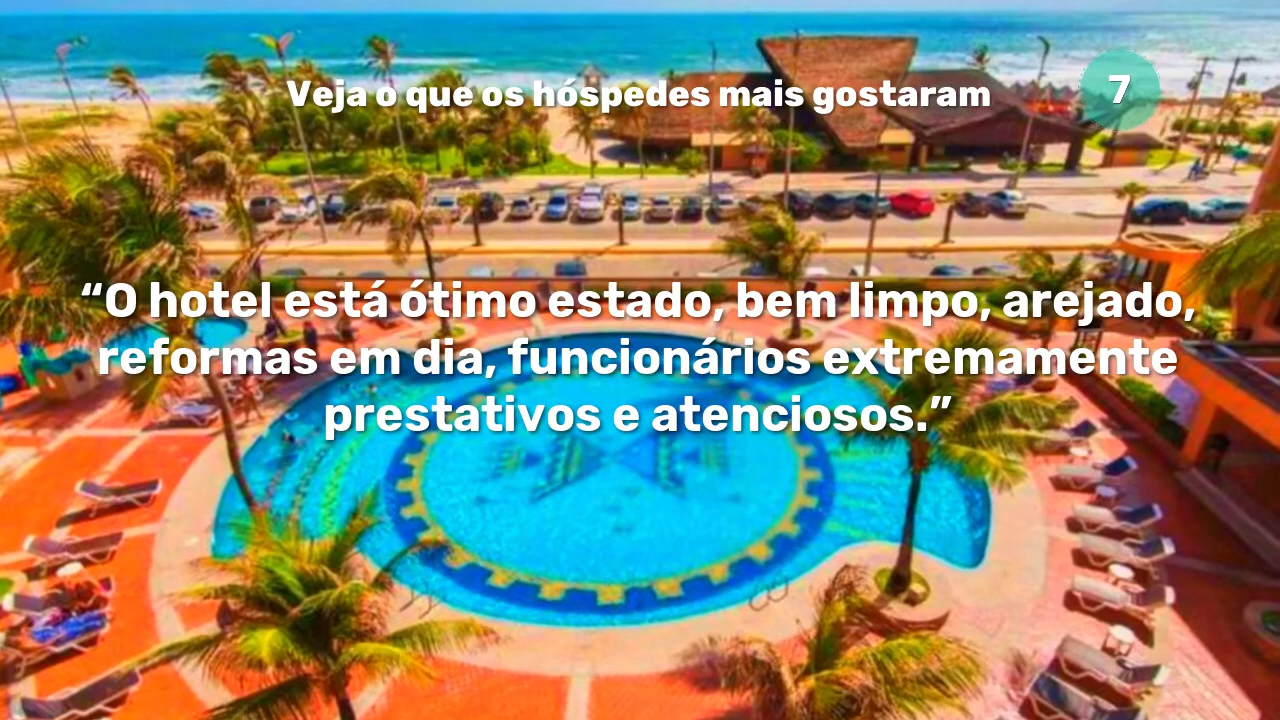 Veja o que os hóspedes mais gostaram
7
“O hotel está ótimo estado, bem limpo, arejado,
reformas em dia, funcionários extremamente
prestativos e atenciosos.”